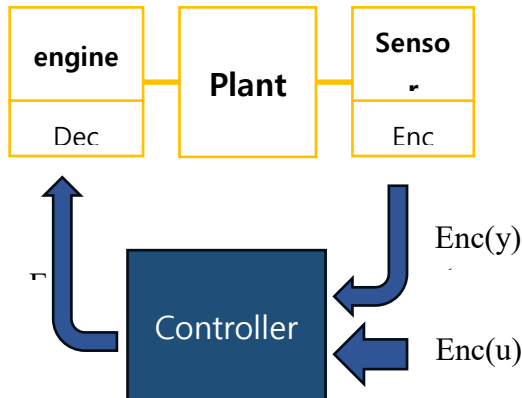 engine
Plant
Senso
r
Dec
Enc
Enc(y)
Controller
Enc(u)